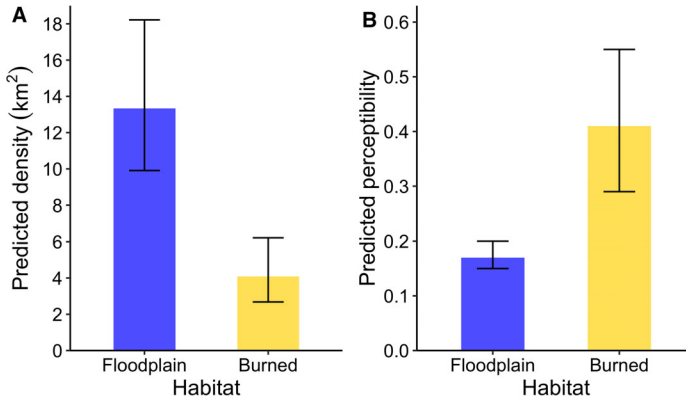 A
Predicted density (km²)
18
16
14
12
10
8
6
4
2
0
Floodplain Burned
Habitat
B
Predicted perceptibility
0.6
0.5
0.4
0.3
0.2
0.1
0.0
Floodplain Burned
Habitat